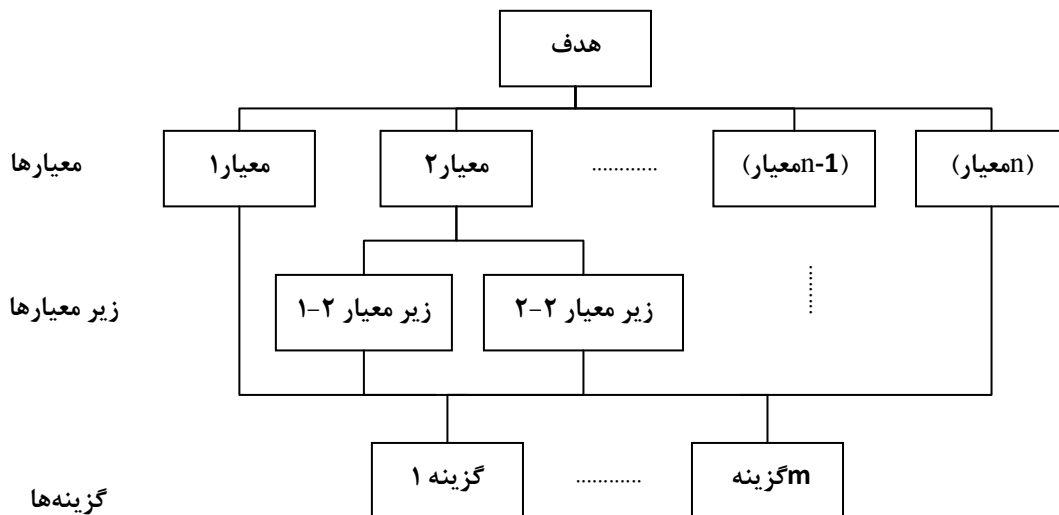 هدف
معیارها
معیار۱
معیار۲
............
(n-1معیار)
(nمعیار)
زیر معیارها
زیر معیار ۲-۱
زیر معیار ۲-۲
........
گزینه‌ها
گزینه ۱
............
mگزینه